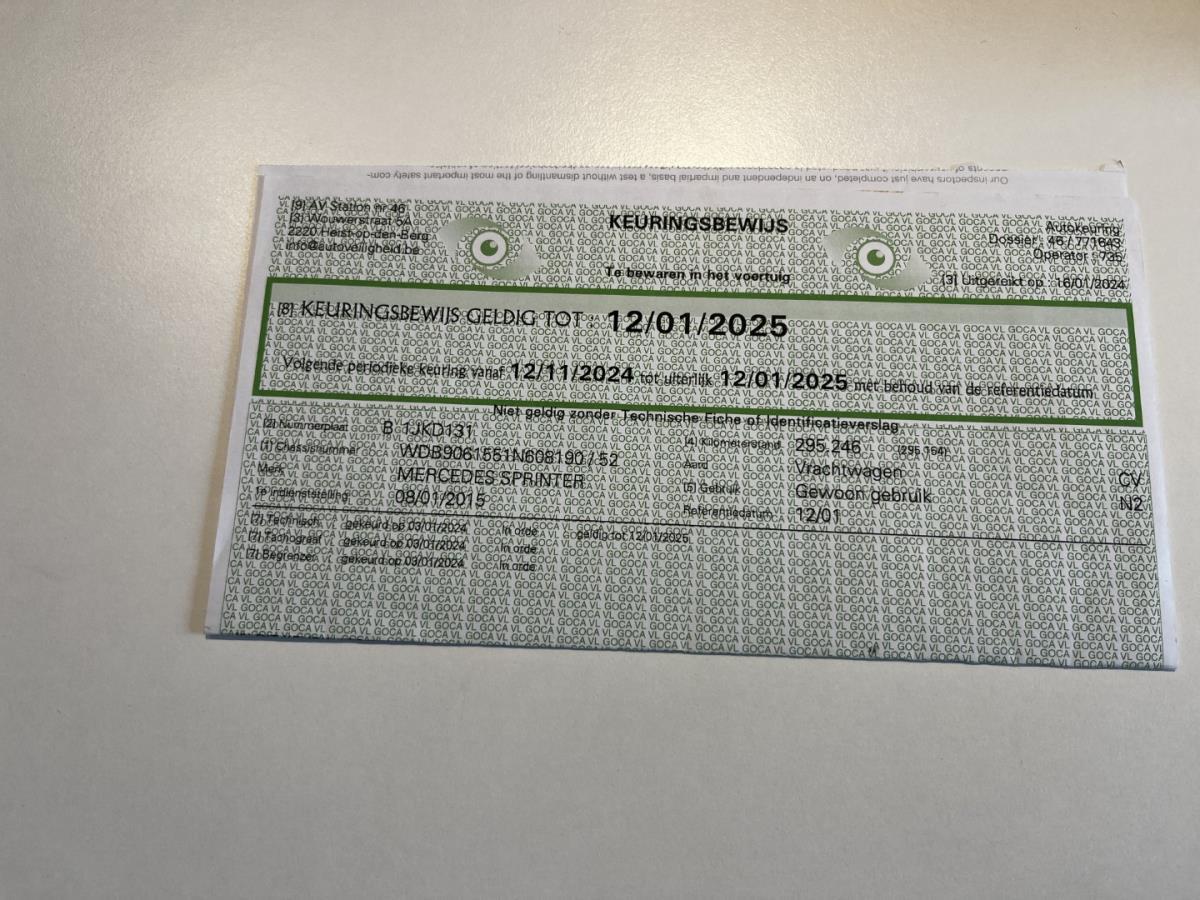 Our inspectors have just completed, on an independent and impartial basis, a test without dismantling of the most important safety com-
(9) AV Station nr 46
(3) Wouwerstraat 5A
2220 Heist-op-den-Berg
info@autoveiligheid.be
KEURINGSBEWIJS
Te bewaren in het voertuig
Autokeuring
Dossier : 46 / 771643
Operator : 735
(3) Uitgereikt op : 16/01/2024
(8) KEURINGSBEWIJS GELDIG TOT : 12/01/2025
Volgende periodieke keuring vanaf 12/11/2024 tot uiterlijk 12/01/2025 met behoud van de referentiedatum
Niet geldig zonder Technische Fiche of Identificatieverslag
(2) Nummerplaat B 1JKD131 (4) Kilometerstand 295.246 (295.164)
(1) Chassisnummer WDB9061551N608190 / 52 Aard Vrachtwagen CV
Merk MERCEDES SPRINTER (5) Gebruik Gewoon gebruik N2
1e indienststelling 08/01/2015 Referentiedatum 12/01
(7) Technisch gekeurd op 03/01/2024 In orde geldig tot 12/01/2025
(7) Tachograaf gekeurd op 03/01/2024 In orde
(7) Begrenzer gekeurd op 03/01/2024 In orde